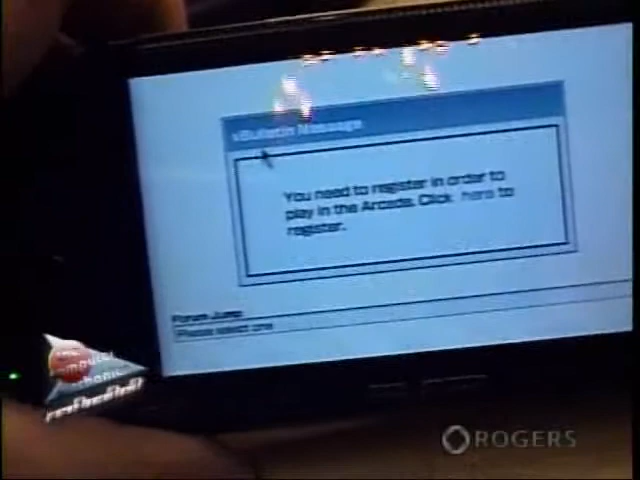 vBulletin Message
You need to register in order to
play in the Arcade. Click here to
register.
Forum Jump
Please select one
ROGERS